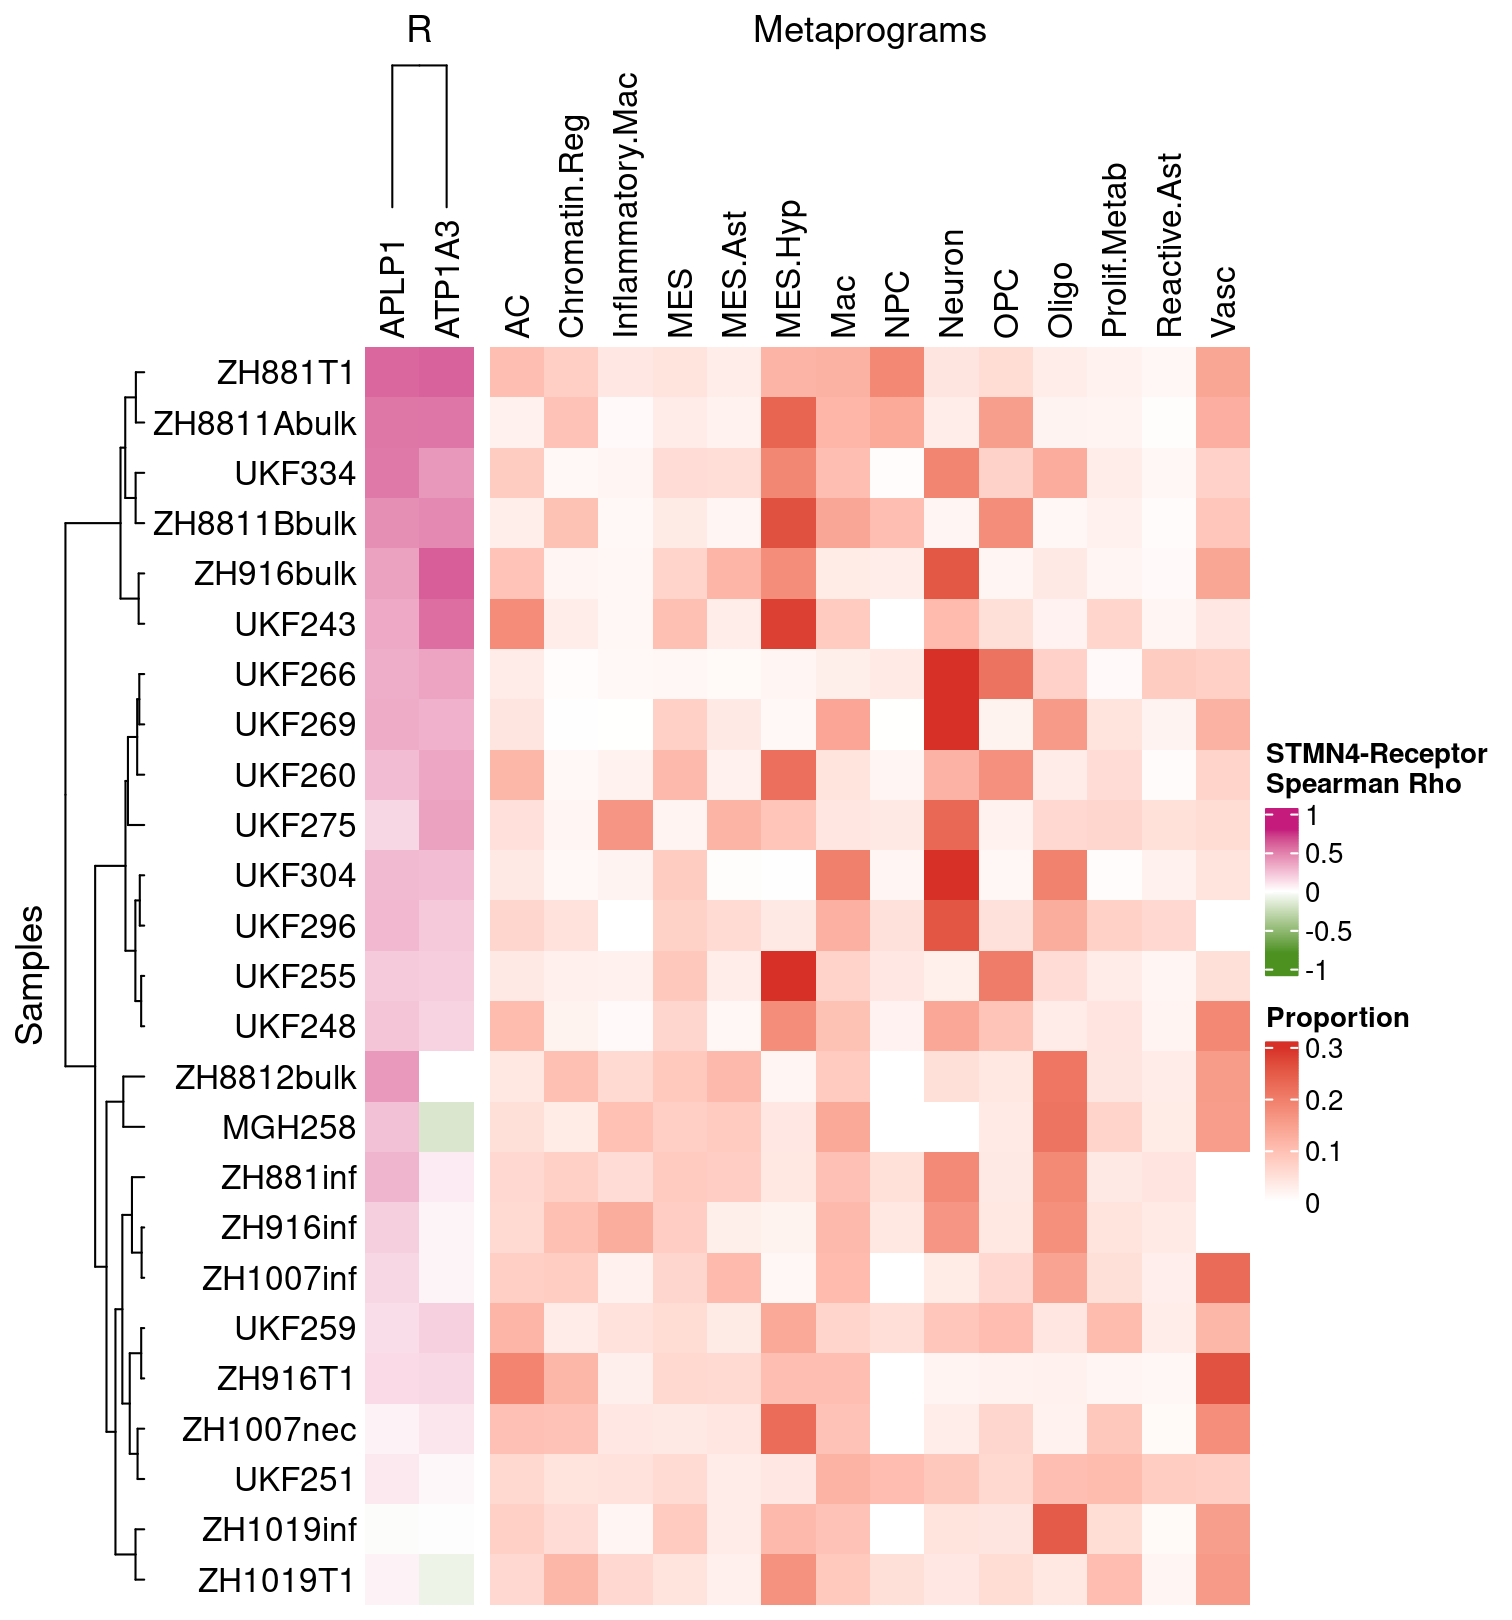 R
Metaprograms
APLP1
ATP1A3
AC
Chromatin.Reg
Inflammatory.Mac
MES
MES.Ast
MES.Hyp
Mac
NPC
Neuron
OPC
Oligo
Prolif.Metab
Reactive.Ast
Vasc
Samples
ZH881T1
ZH8811Abulk
UKF334
ZH8811Bbulk
ZH916bulk
UKF243
UKF266
UKF269
UKF260
UKF275
UKF304
UKF296
UKF255
UKF248
ZH8812bulk
MGH258
ZH881inf
ZH916inf
ZH1007inf
UKF259
ZH916T1
ZH1007nec
UKF251
ZH1019inf
ZH1019T1
STMN4-Receptor
Spearman Rho
1
0.5
0
-0.5
-1
Proportion
0.3
0.2
0.1
0